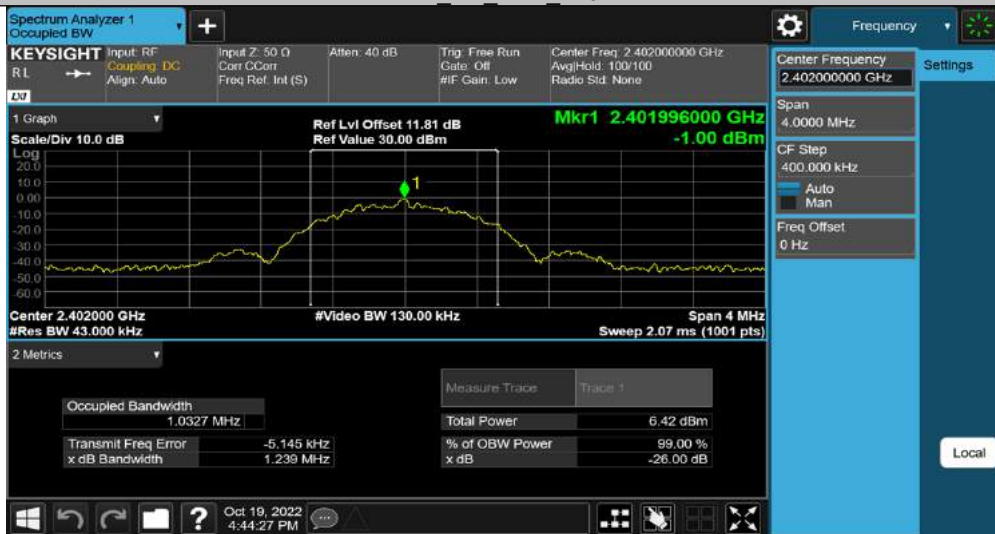 Spectrum Analyzer 1
Occupied BW
+
Frequency
KEYSIGHT
RL
LXI
Input: RF
Coupling: DC
Align: Auto
Input Z: 50 Ω
Corr CCorr
Freq Ref: Int (S)
Atten: 40 dB
Trig: Free Run
Gate: Off
#IF Gain: Low
Center Freq: 2.402000000 GHz
Avg|Hold: 100/100
Radio Std: None
Center Frequency
2.402000000 GHz
Settings
Span
4.0000 MHz
CF Step
400.000 kHz
Auto
Man
Freq Offset
0 Hz
Local
1 Graph
Scale/Div 10.0 dB
Ref Lvl Offset 11.81 dB
Ref Value 30.00 dBm
Mkr1 2.401996000 GHz
-1.00 dBm
Log
20.0
10.0
0.00
-10.0
-20.0
-30.0
-40.0
-50.0
-60.0
1
Center 2.402000 GHz
#Res BW 43.000 kHz
#Video BW 130.00 kHz
Span 4 MHz
Sweep 2.07 ms (1001 pts)
2 Metrics
Measure Trace Trace 1
Occupied Bandwidth
1.0327 MHz
Total Power 6.42 dBm
Transmit Freq Error -5.145 kHz
% of OBW Power 99.00 %
x dB Bandwidth 1.239 MHz
x dB -26.00 dB
?
Oct 19, 2022
4:44:27 PM